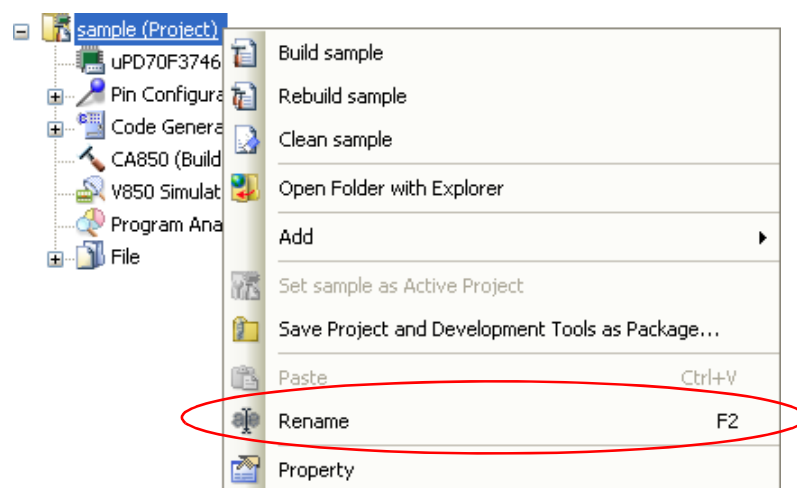 sample (Project)
uPD70F3746
Pin Configura
Code Genera
CA850 (Build
V850 Simulat
Program Ana
File
Build sample
Rebuild sample
Clean sample
Open Folder with Explorer
Add
Set sample as Active Project
Save Project and Development Tools as Package...
Paste Ctrl+V
Rename F2
Property